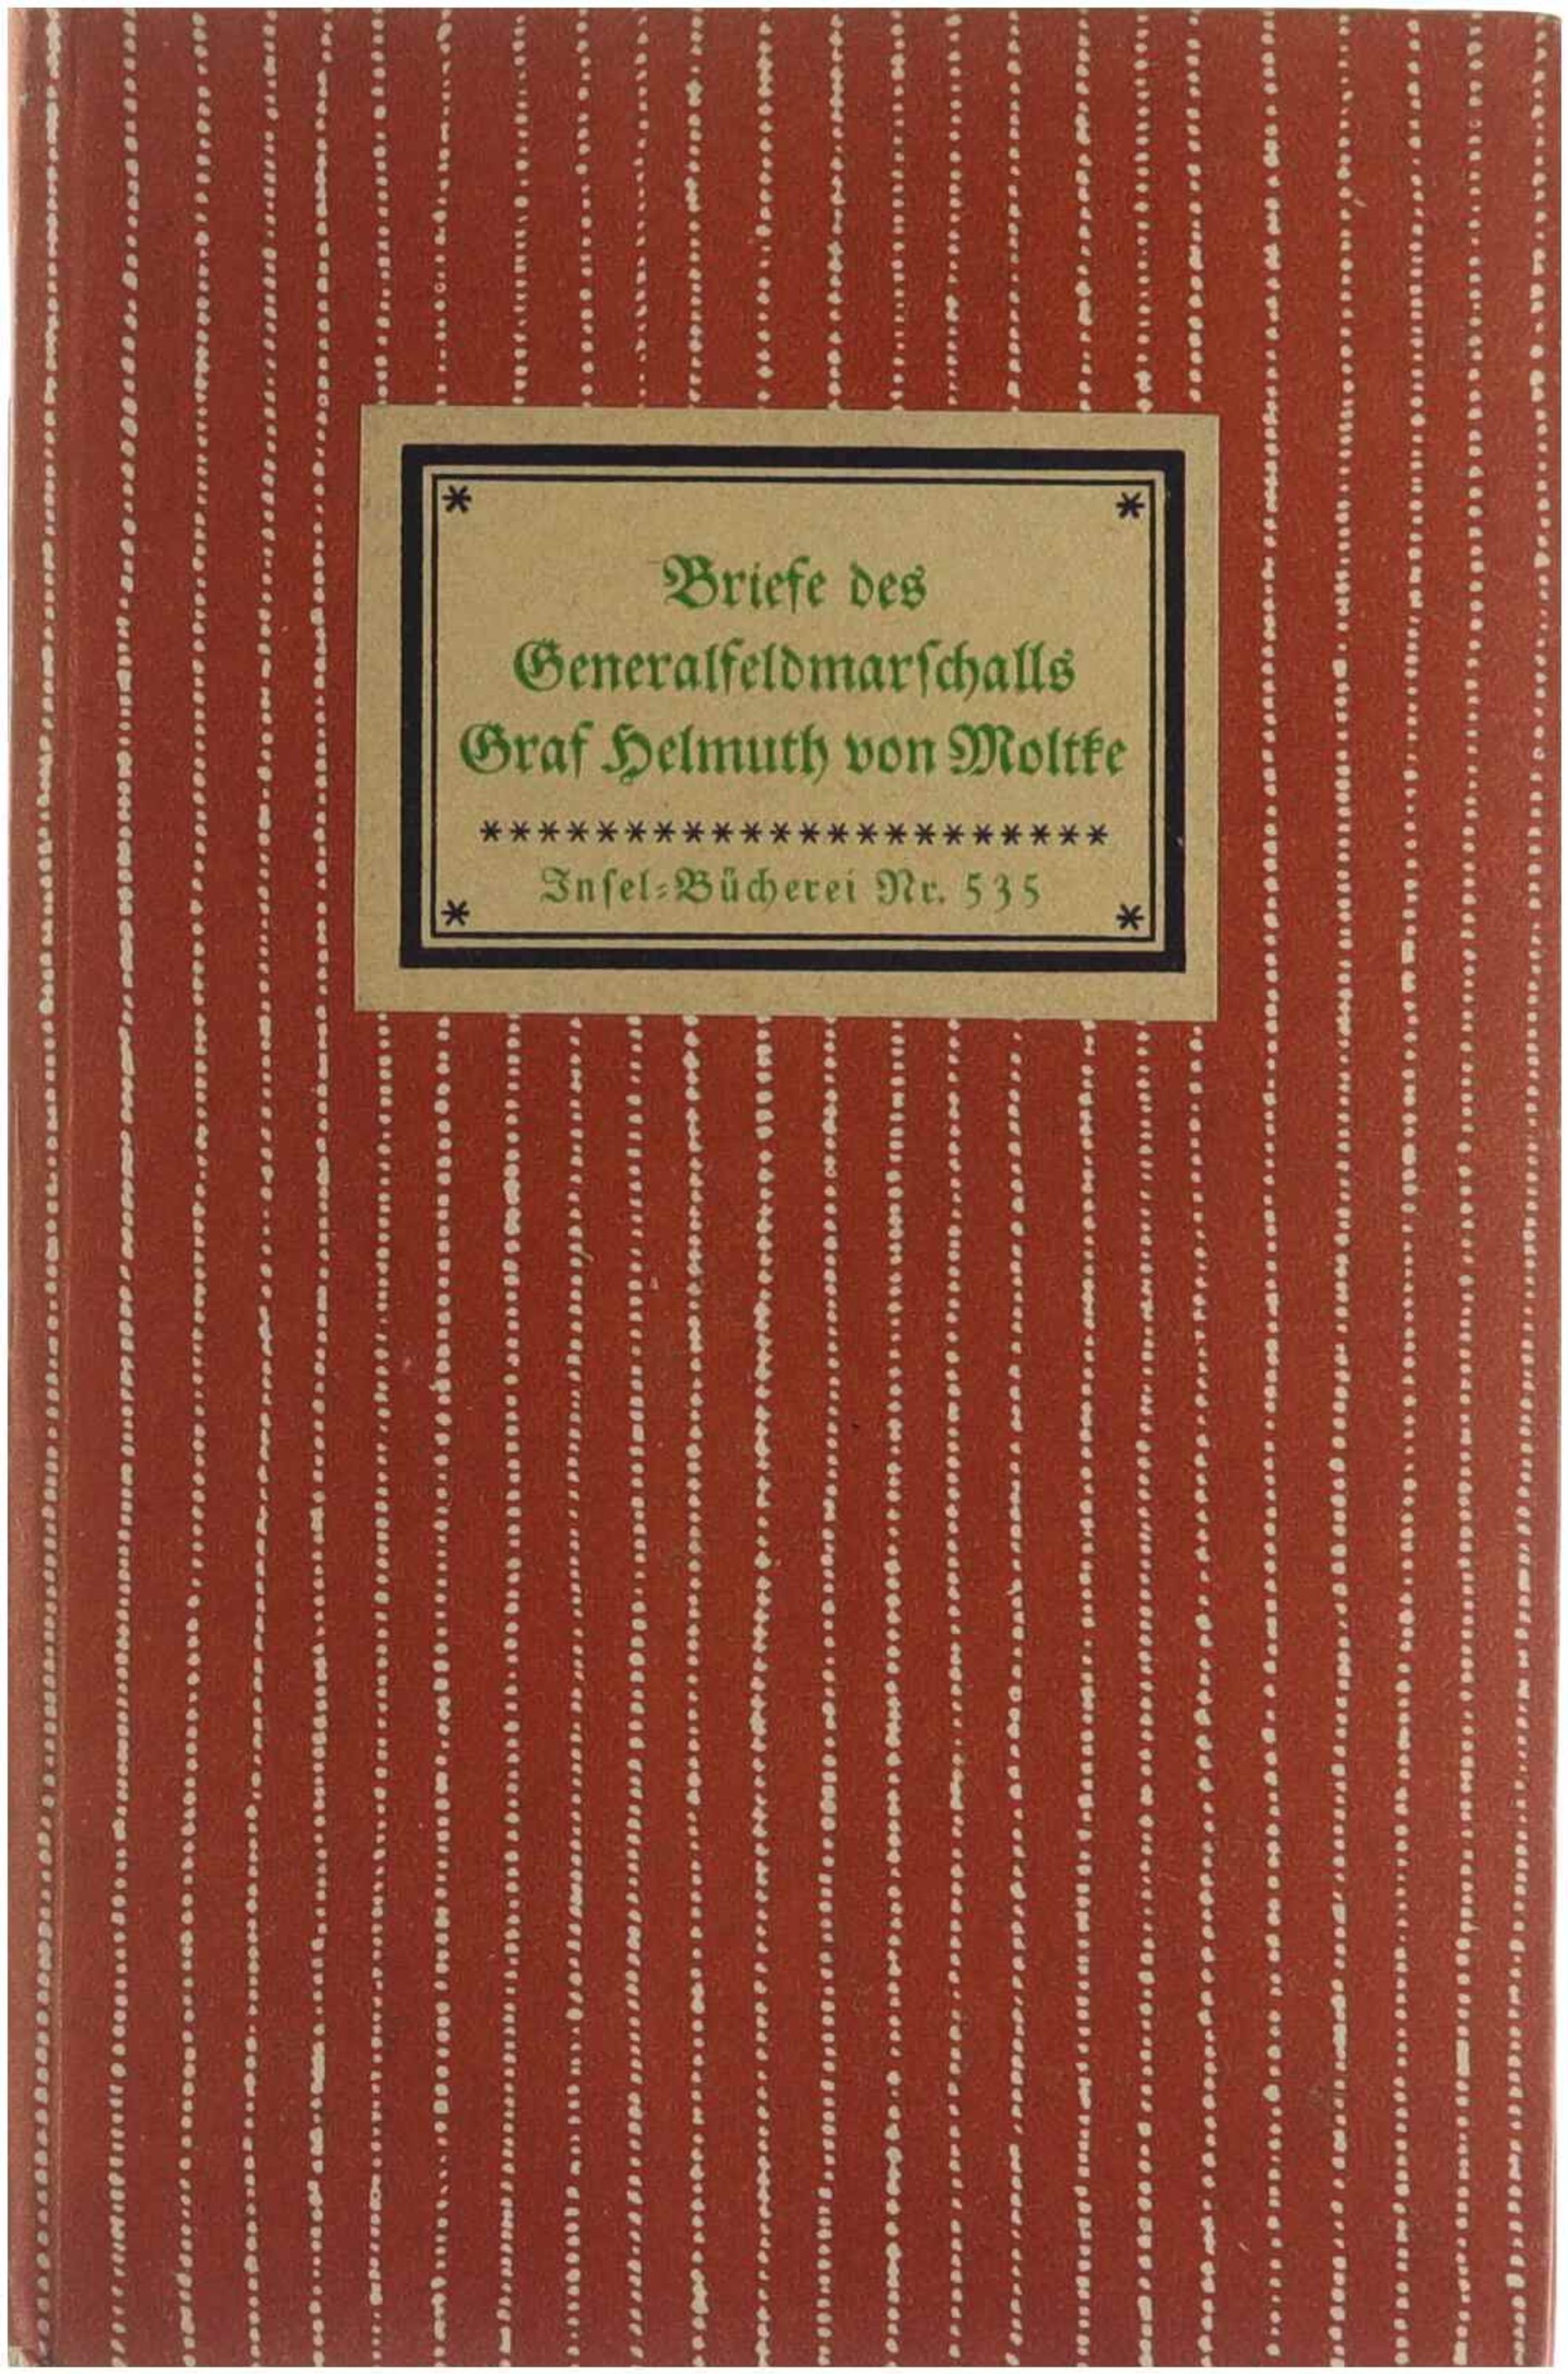 Briefe des
Generalfeldmarſchalls
Graf Helmuth von Moltke
***********************
Inſel-Bücherei Nr. 535